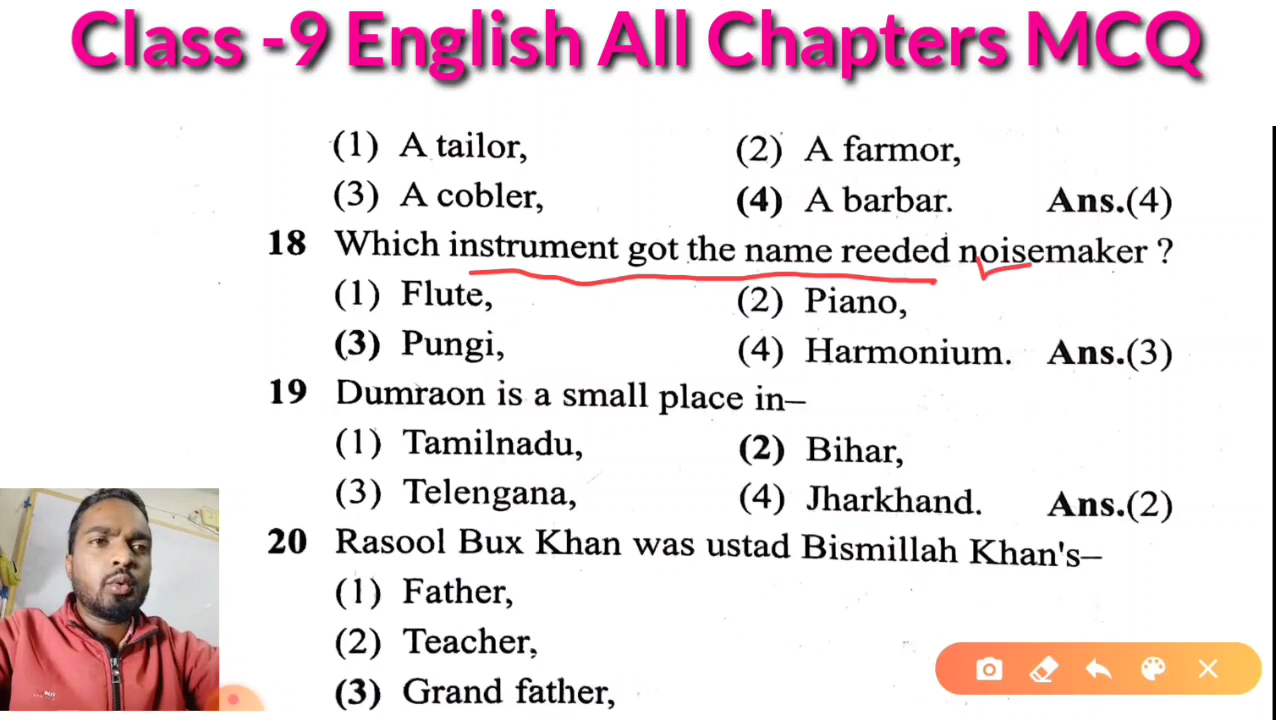 Class -9 English All Chapters MCQ
(1) A tailor, (2) A farmor,
(3) A cobler, (4) A barbar. Ans.(4)
18 Which instrument got the name reeded noisemaker ?
(1) Flute, (2) Piano,
(3) Pungi, (4) Harmonium. Ans.(3)
19 Dumraon is a small place in–
(1) Tamilnadu, (2) Bihar,
(3) Telengana, (4) Jharkhand. Ans.(2)
20 Rasool Bux Khan was ustad Bismillah Khan's–
(1) Father,
(2) Teacher,
(3) Grand father,